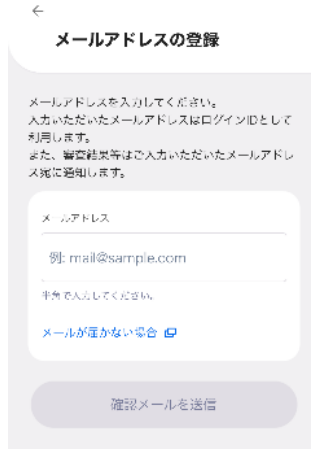 メールアドレスの登録
メールアドレスを入力してください。
入力いただいたメールアドレスはログインIDとして
利用します。
また、審査結果等はご入力いただいたメールアドレ
ス宛に通知します。
メールアドレス
例: mail@sample.com
半角で入力してください。
メールが届かない場合
確認メールを送信